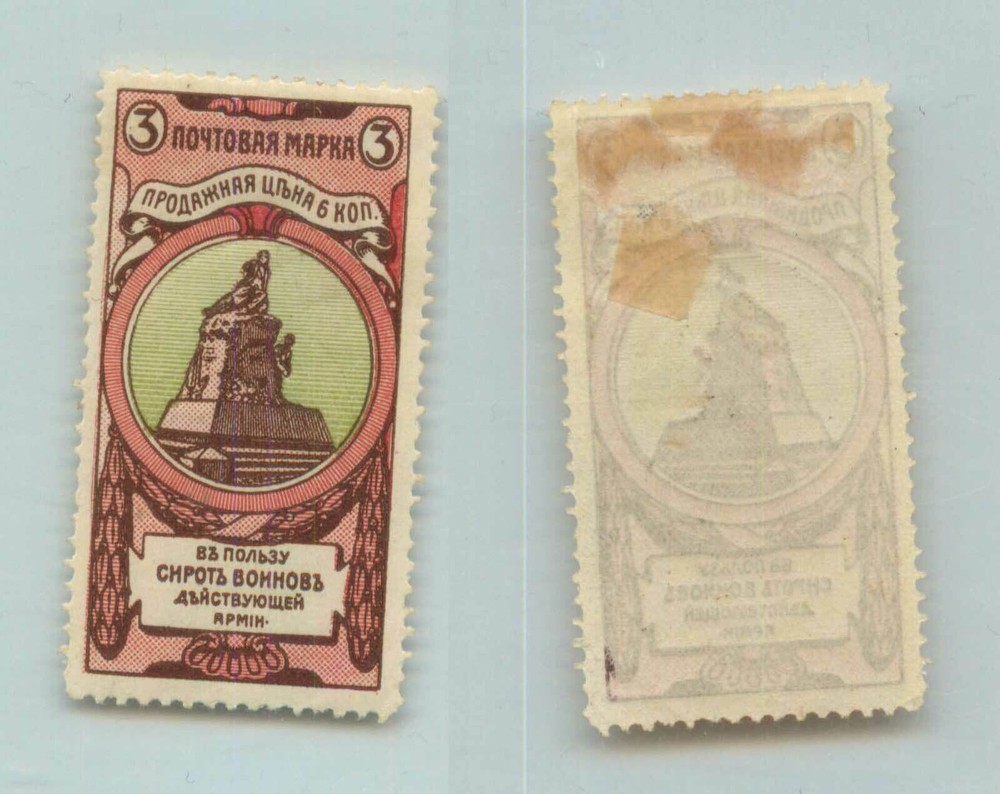 3 ПОЧТОВАЯ МАРКА 3
ПРОДАЖНАЯ ЦѢНА 6 КОП.
ВЪ ПОЛЬЗУ
СИРОТЪ ВОИНОВЪ
ДѢЙСТВУЮЩЕЙ
АРМІИ.